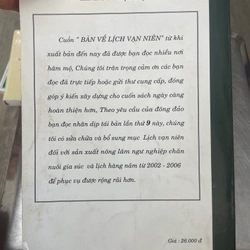 Cuốn " BÀN VỀ LỊCH VẠN NIÊN" từ khi
xuất bản đến nay đã được bạn đọc nhiều nơi
hâm mộ, Chúng tôi trân trọng cảm ơn các bạn
đọc đã trực tiếp hoặc gửi thư cung cấp, đóng
góp ý kiến xây dựng cho cuốn sách ngày càng
hoàn thiện hơn, Theo yêu cầu của đông đảo
bạn đọc nhân dịp tái bản lần thứ 9 này, chúng
tôi có sửa chữa và bổ sung mục Lịch vạn niên
đối với sản xuất nông lâm ngư nghiệp chăn
nuôi gia súc và lịch hàng năm từ 2002 - 2006
để phục vụ được rộng rãi hơn.
Giá : 26.000 đ